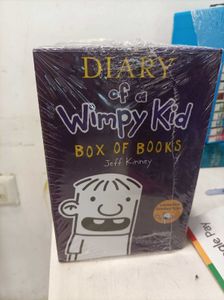 DIARY
of a
Wimpy Kid
BOX OF BOOKS
Jeff Kinney